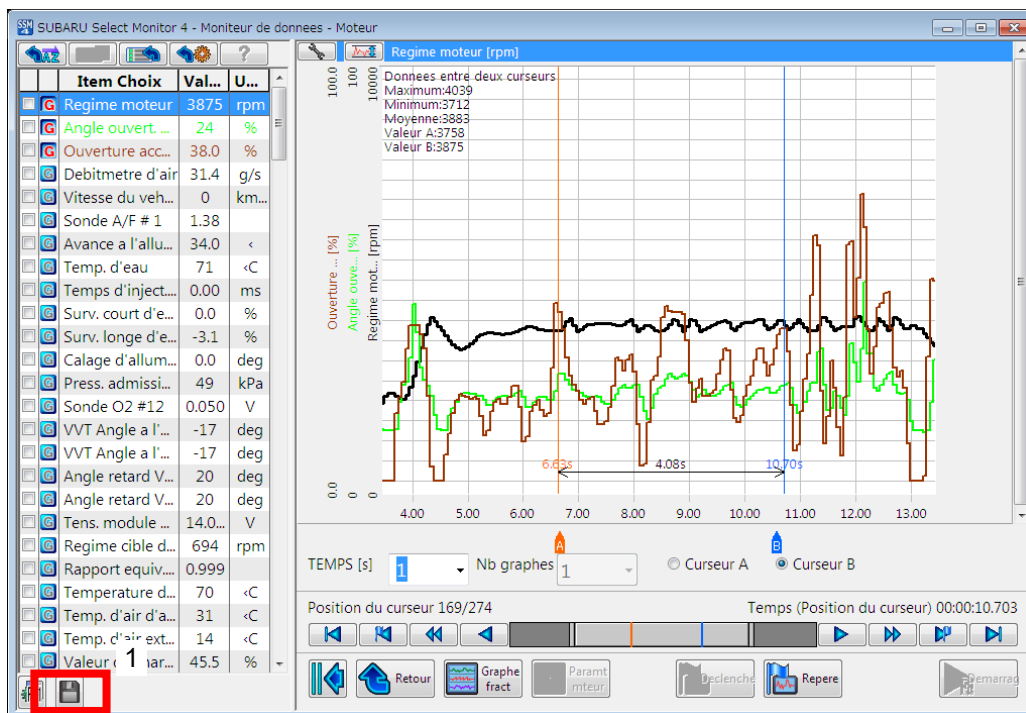 SUBARU Select Monitor 4 - Moniteur de donnees - Moteur
Regime moteur [rpm]
Item Choix Val... U...
Regime moteur 3875 rpm
Angle ouvert. ... 24 %
Ouverture acc... 38.0 %
Debitmetre d'air 31.4 g/s
Vitesse du veh... 0 km...
Sonde A/F # 1 1.38
Avance a l'allu... 34.0 ‹
Temp. d'eau 71 ‹C
Temps d'inject.... 0.00 ms
Surv. court d'e... 0.0 %
Surv. longe d'e... -3.1 %
Calage d'allum... 0.0 deg
Press. admissi... 49 kPa
Sonde O2 #12 0.050 V
VVT Angle a l'... -17 deg
VVT Angle a l'... -17 deg
Angle retard V... 20 deg
Angle retard V... 20 deg
Tens. module ... 14.0... V
Regime cible d... 694 rpm
Rapport equiv.... 0.999
Temperature d... 70 ‹C
Temp. d'air d'a... 31 ‹C
Temp. d'air ext... 14 ‹C
Valeur ar... 45.5 %
1
100.0 100 10000
Donnees entre deux curseurs
Maximum:4039
Minimum:3712
Moyenne:3883
Valeur A:3758
Valeur B:3875
Ouverture ... [%]
Angle ouve... [%]
Regime mot... [rpm]
0.0 0 0
6.63s 4.08s 10.70s
4.00 5.00 6.00 7.00 8.00 9.00 10.00 11.00 12.00 13.00
A B
TEMPS [s] 1 Nb graphes 1 Curseur A Curseur B
Position du curseur 169/274 Temps (Position du curseur) 00:00:10.703
Retour
Graphe fract
Paramt mteur
Declenche
Repere
Demarrag